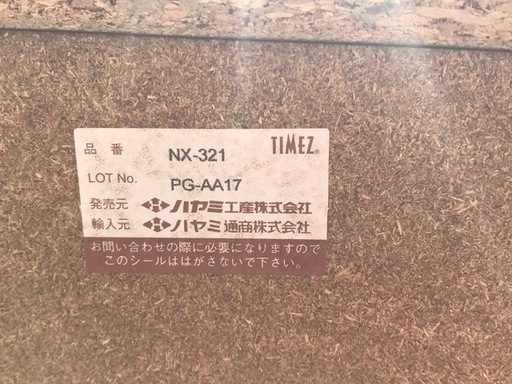 TIMEZ®
品番 NX-321
LOT No. PG-AA17
発売元 ハヤミ工産株式会社
輸入元 ハヤミ通商株式会社
お問い合わせの際に必要になりますので
このシールははがさないで下さい。